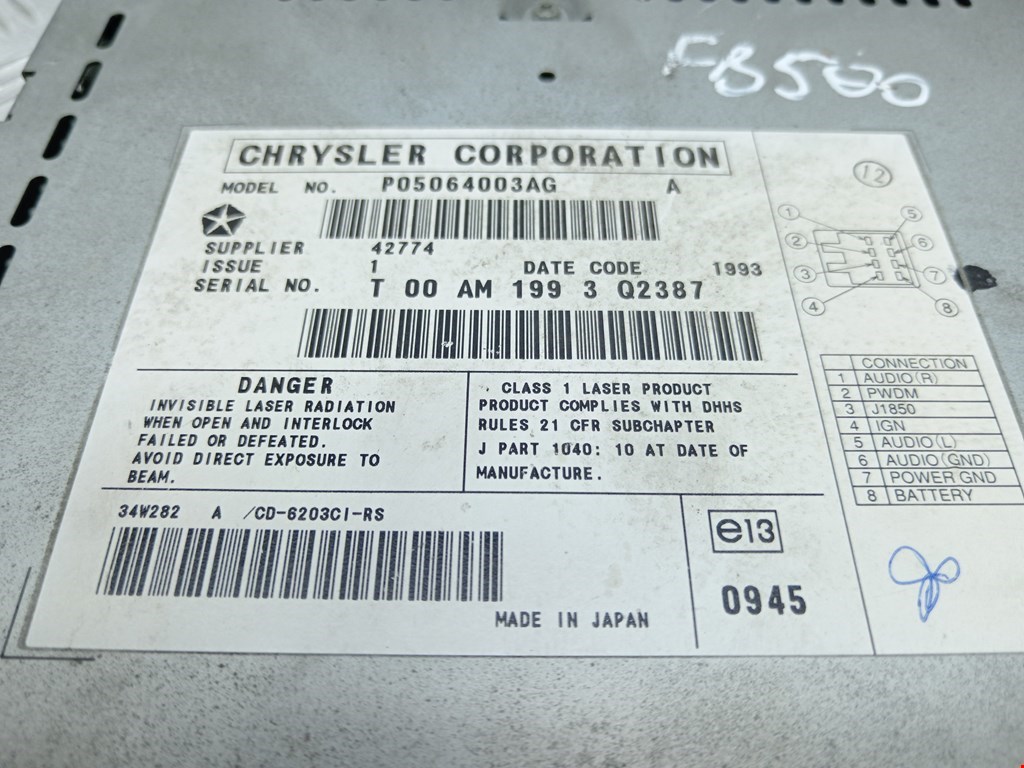 FB500
CHRYSLER CORPORATION
MODEL NO. P05064003AG A
SUPPLIER 42774
ISSUE 1 DATE CODE 1993
SERIAL NO. T 00 AM 199 3 Q2387
DANGER
INVISIBLE LASER RADIATION
WHEN OPEN AND INTERLOCK
FAILED OR DEFEATED.
AVOID DIRECT EXPOSURE TO
BEAM.
CLASS 1 LASER PRODUCT
PRODUCT COMPLIES WITH DHHS
RULES 21 CFR SUBCHAPTER
J PART 1040: 10 AT DATE OF
MANUFACTURE.
34W282 A /CD-6203CI-RS
MADE IN JAPAN
e13
0945
12
1
2
3
4
5
6
7
8
CONNECTION
1 AUDIO(R)
2 PWDM
3 J1850
4 IGN
5 AUDIO(L)
6 AUDIO(GND)
7 POWER GND
8 BATTERY